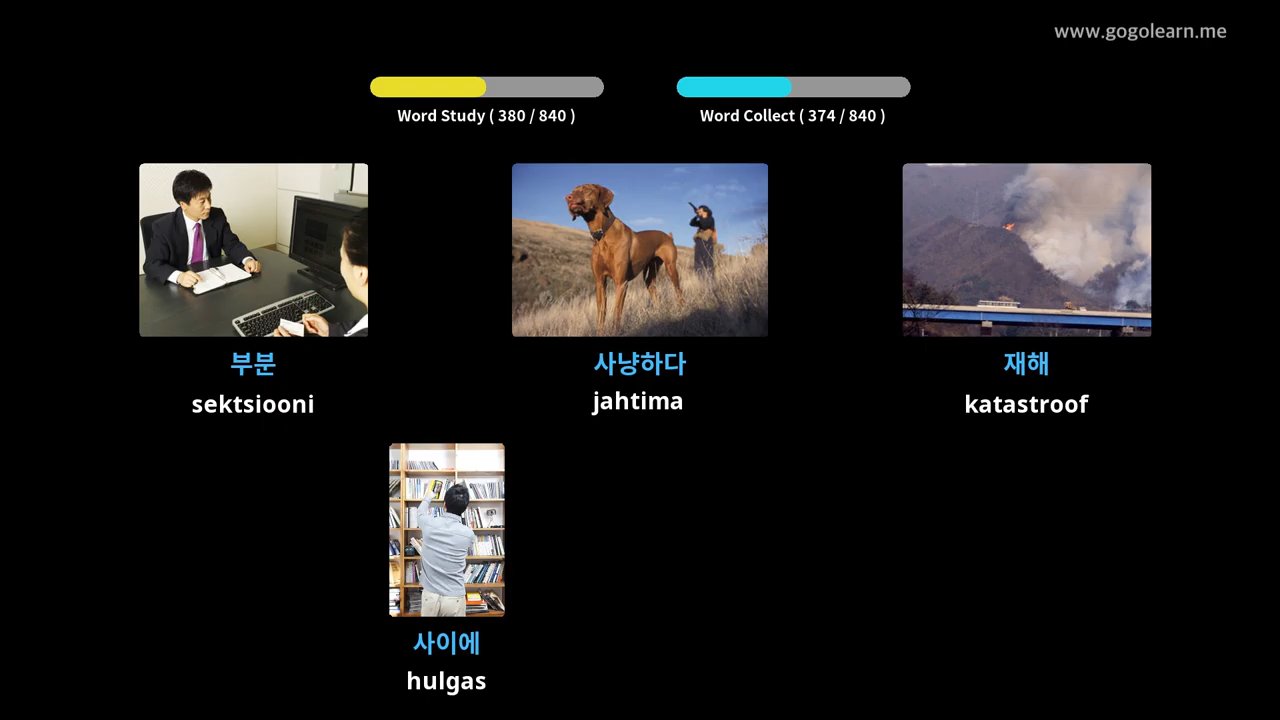 www.gogolearn.me
Word Study ( 380 / 840 )
Word Collect ( 374 / 840 )
부분
sektsiooni
사냥하다
jahtima
재해
katastroof
사이에
hulgas